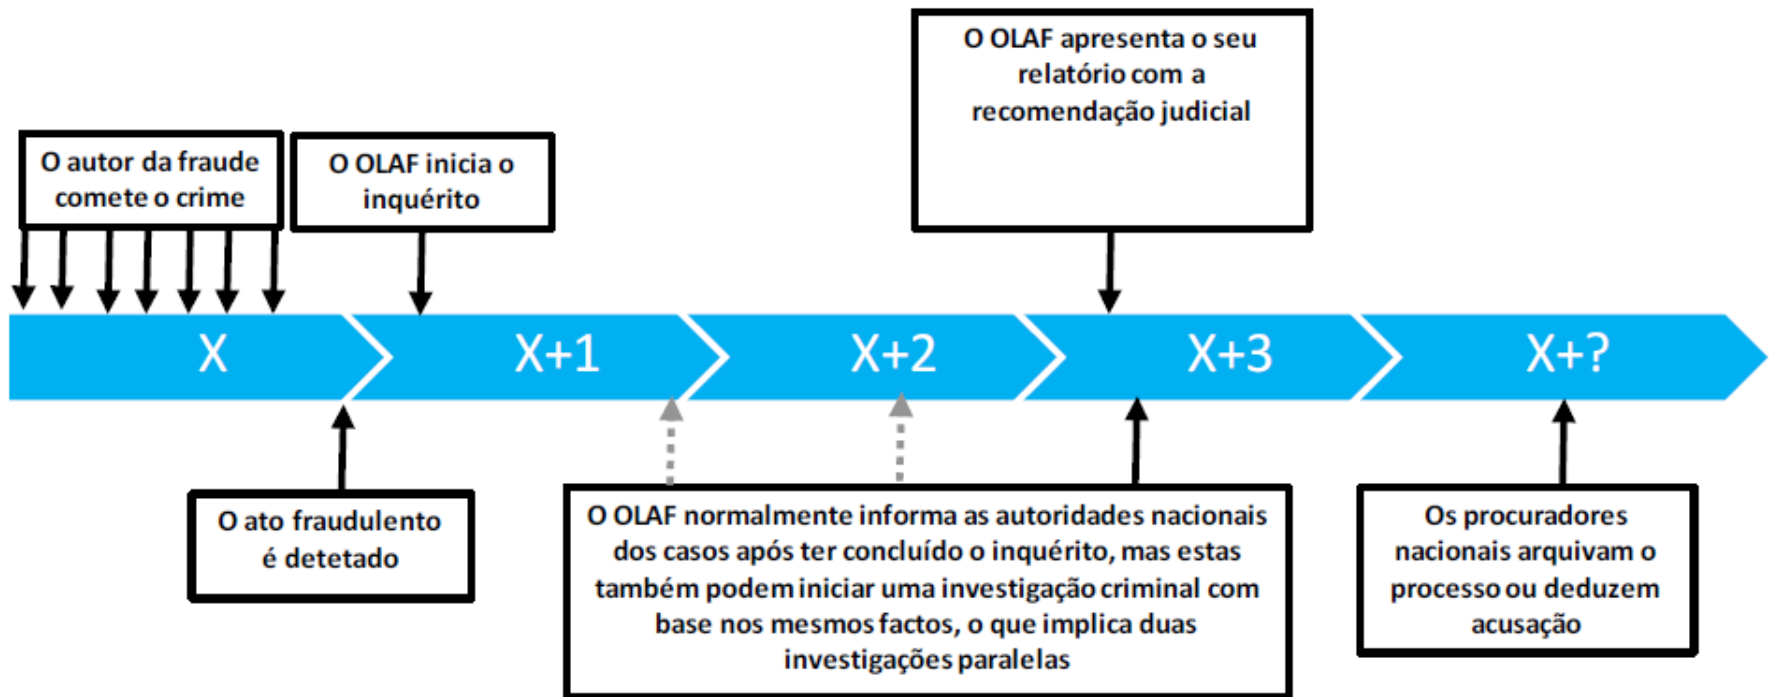 O OLAF apresenta o seu
relatório com a
recomendação judicial
O autor da fraude
comete o crime
O OLAF inicia o
inquérito
X
X+1
X+2
X+3
X+?
O ato fraudulento
é detetado
O OLAF normalmente informa as autoridades nacionais
dos casos após ter concluído o inquérito, mas estas
também podem iniciar uma investigação criminal com
base nos mesmos factos, o que implica duas
investigações paralelas
Os procuradores
nacionais arquivam o
processo ou deduzem
acusação